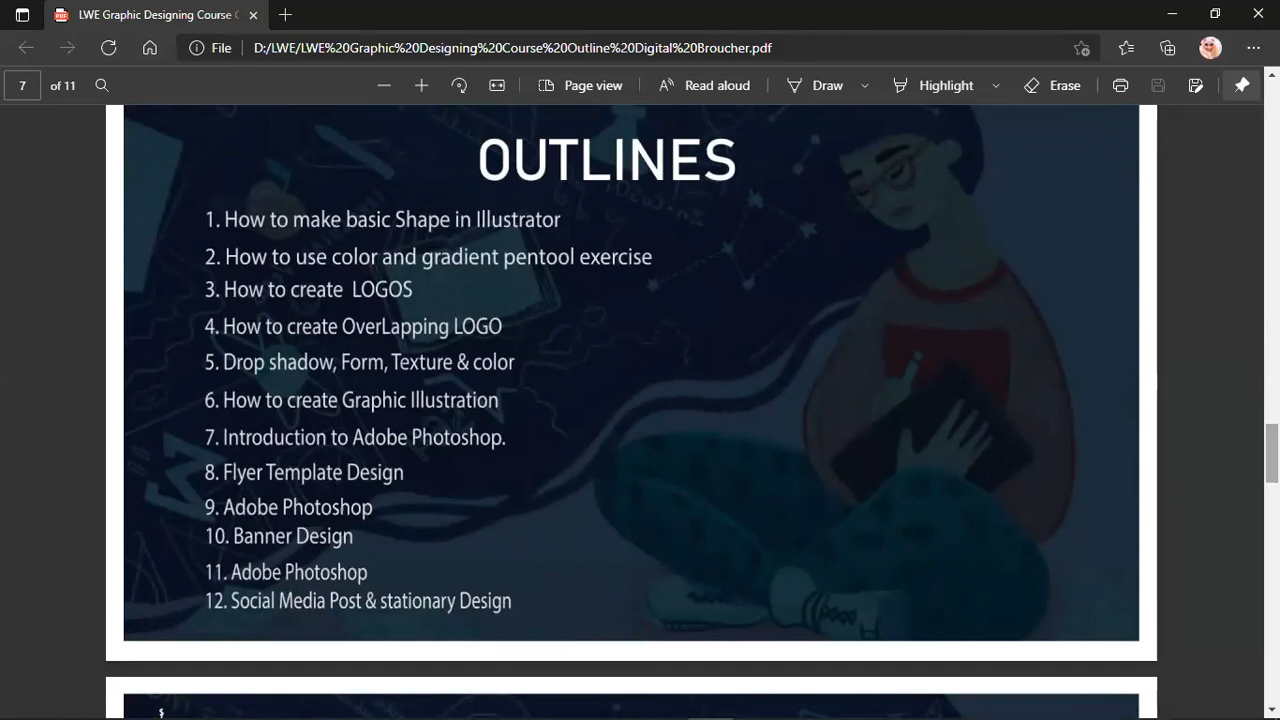 LWE Graphic Designing Course
File
D:/LWE/LWE%20Graphic%20Designing%20Course%20Outline%20Digital%20Broucher.pdf
7 of 11
Page view
Read aloud
Draw
Highlight
Erase
OUTLINES
1. How to make basic Shape in Illustrator
2. How to use color and gradient pentool exercise
3. How to create LOGOS
4. How to create OverLapping LOGO
5. Drop shadow, Form, Texture & color
6. How to create Graphic Illustration
7. Introduction to Adobe Photoshop.
8. Flyer Template Design
9. Adobe Photoshop
10. Banner Design
11. Adobe Photoshop
12. Social Media Post & stationary Design